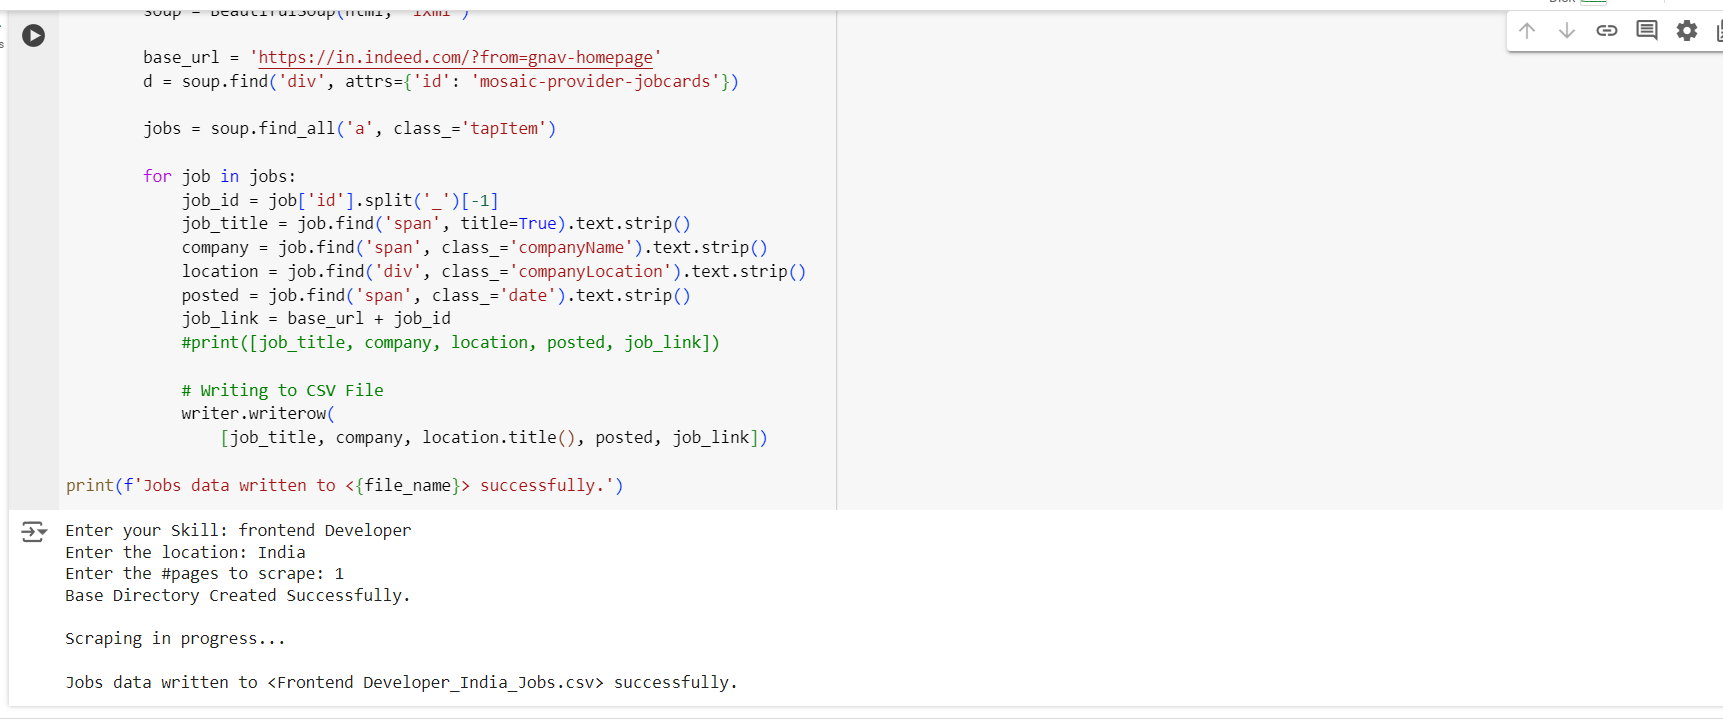 base_url = 'https://in.indeed.com/?from=gnav-homepage'
d = soup.find('div', attrs={'id': 'mosaic-provider-jobcards'})
jobs = soup.find_all('a', class_='tapItem')
for job in jobs:
job_id = job['id'].split('_')[-1]
job_title = job.find('span', title=True).text.strip()
company = job.find('span', class_='companyName').text.strip()
location = job.find('div', class_='companyLocation').text.strip()
posted = job.find('span', class_='date').text.strip()
job_link = base_url + job_id
#print([job_title, company, location, posted, job_link])
# Writing to CSV File
writer.writerow(
[job_title, company, location.title(), posted, job_link])
print(f'Jobs data written to <{file_name}> successfully.')
Enter your Skill: frontend Developer
Enter the location: India
Enter the #pages to scrape: 1
Base Directory Created Successfully.
Scraping in progress...
Jobs data written to <Frontend Developer_India_Jobs.csv> successfully.